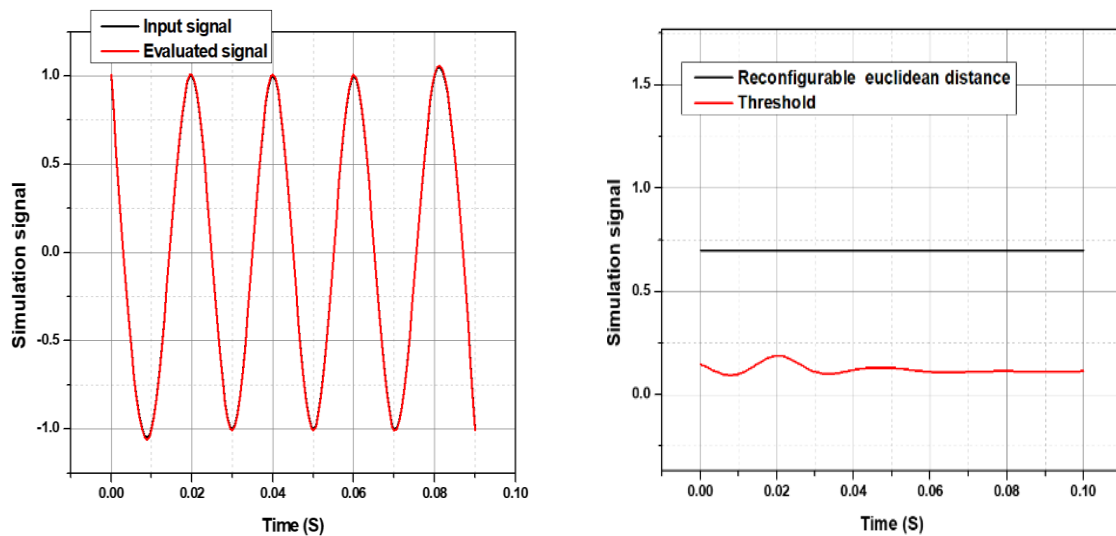 Input signal
Evaluated signal
Simulation signal
1.0
0.5
0.0
-0.5
-1.0
0.00
0.02
0.04
0.06
0.08
0.10
Time (S)
Reconfigurable euclidean distance
Threshold
Simulation signal
1.5
1.0
0.5
0.0
0.00
0.02
0.04
0.06
0.08
0.10
Time (S)